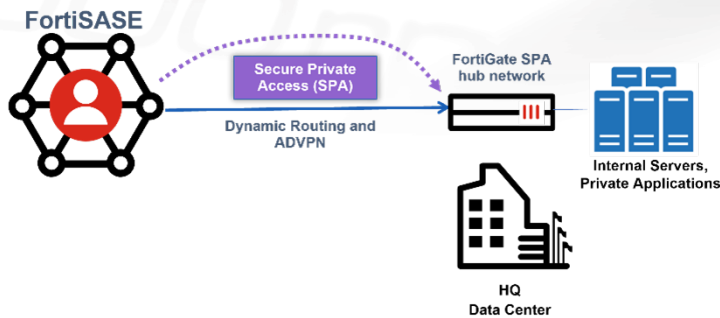 FortiSASE
Secure Private
Access (SPA)
Dynamic Routing and
ADVPN
FortiGate SPA
hub network
Internal Servers,
Private Applications
HQ
Data Center